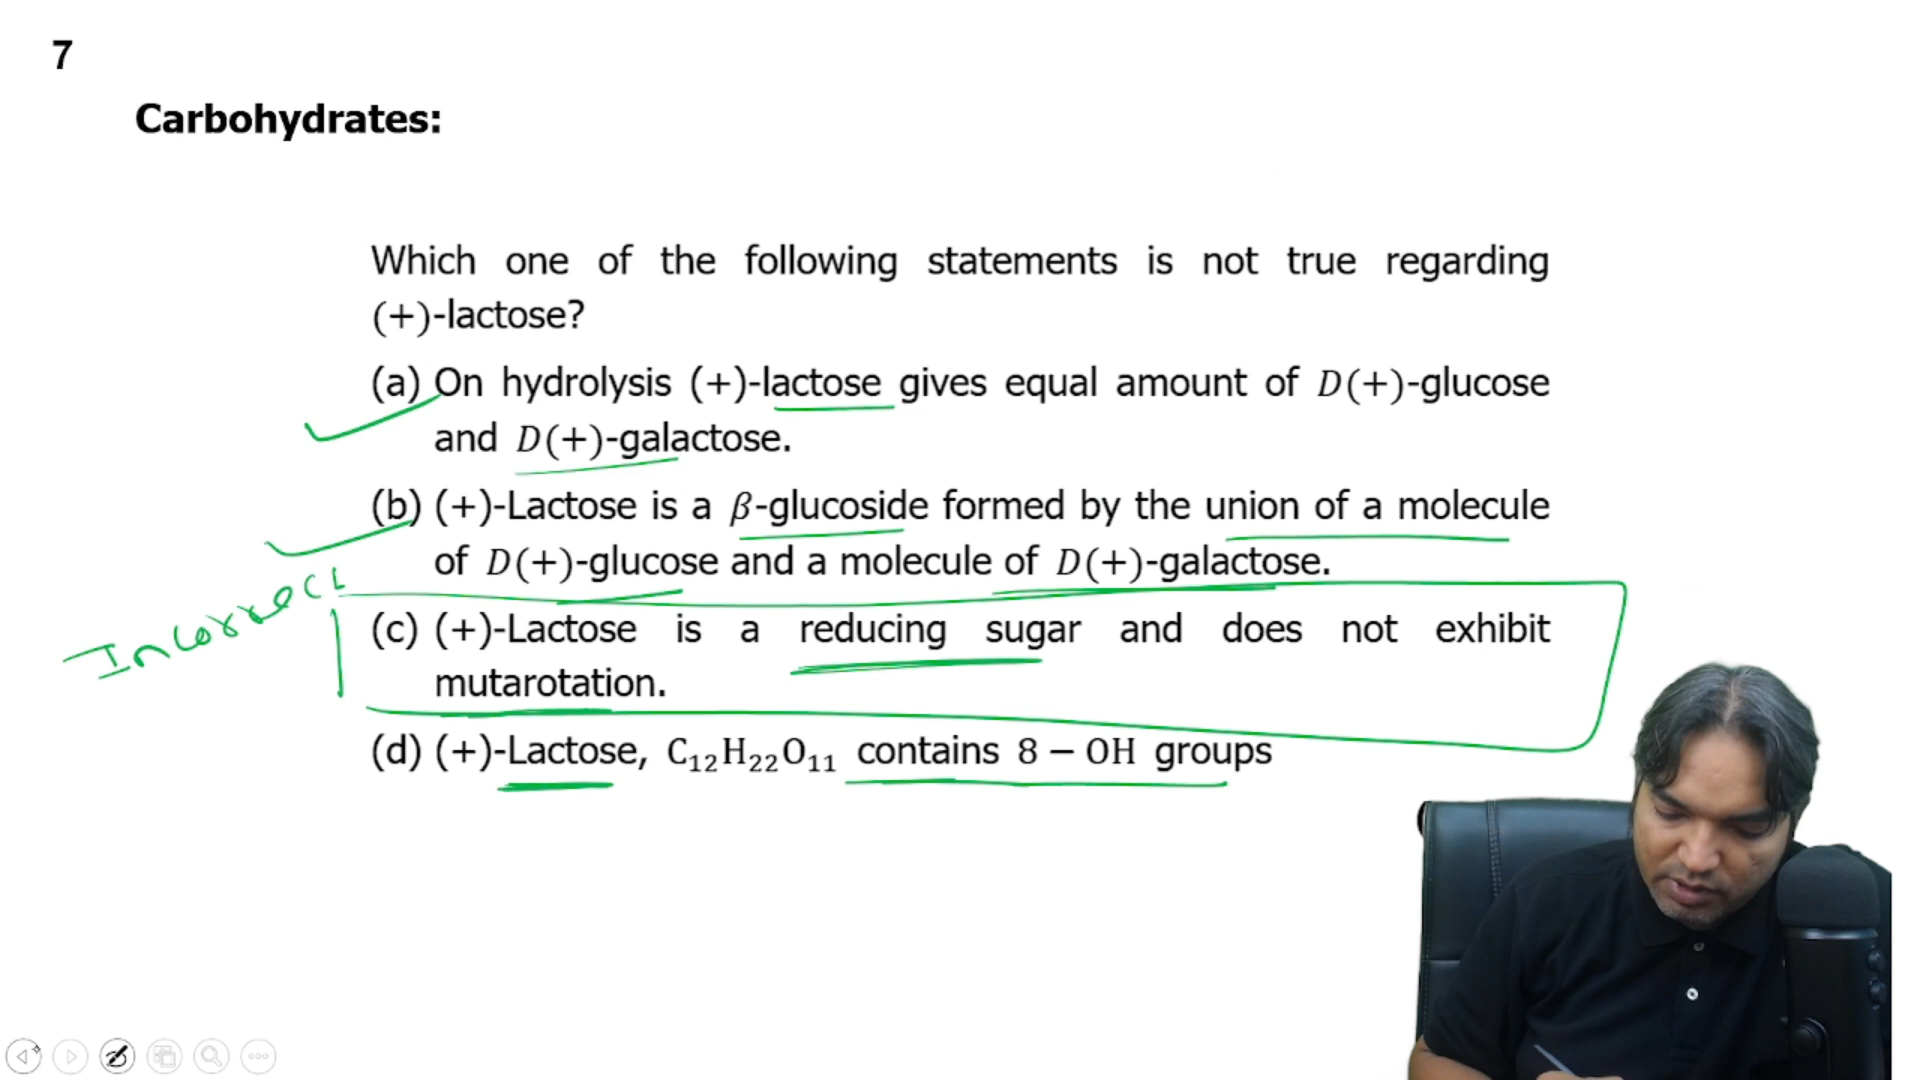 7
Carbohydrates:
Which one of the following statements is not true regarding
(+)-lactose?
(a) On hydrolysis (+)-lactose gives equal amount of D(+)-glucose
and D(+)-galactose.
(b) (+)-Lactose is a β-glucoside formed by the union of a molecule
of D(+)-glucose and a molecule of D(+)-galactose.
Incorrect
(c) (+)-Lactose is a reducing sugar and does not exhibit
mutarotation.
(d) (+)-Lactose, C₁₂H₂₂O₁₁ contains 8 – OH groups